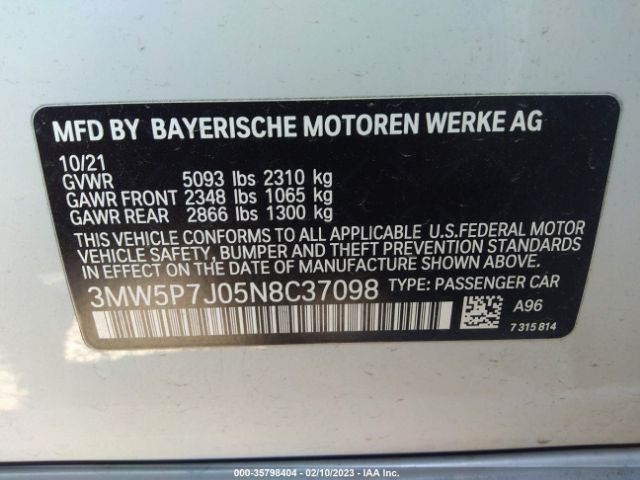 MFD BY BAYERISCHE MOTOREN WERKE AG
10/21
GVWR 5093 lbs 2310 kg
GAWR FRONT 2348 lbs 1065 kg
GAWR REAR 2866 lbs 1300 kg
THIS VEHICLE CONFORMS TO ALL APPLICABLE U.S.FEDERAL MOTOR
VEHICLE SAFETY, BUMPER AND THEFT PREVENTION STANDARDS
IN EFFECT ON THE DATE OF MANUFACTURE SHOWN ABOVE.
3MW5P7J05N8C37098 TYPE: PASSENGER CAR
A96
7 315 814
000-35798404 - 02/10/2023 - IAA Inc.